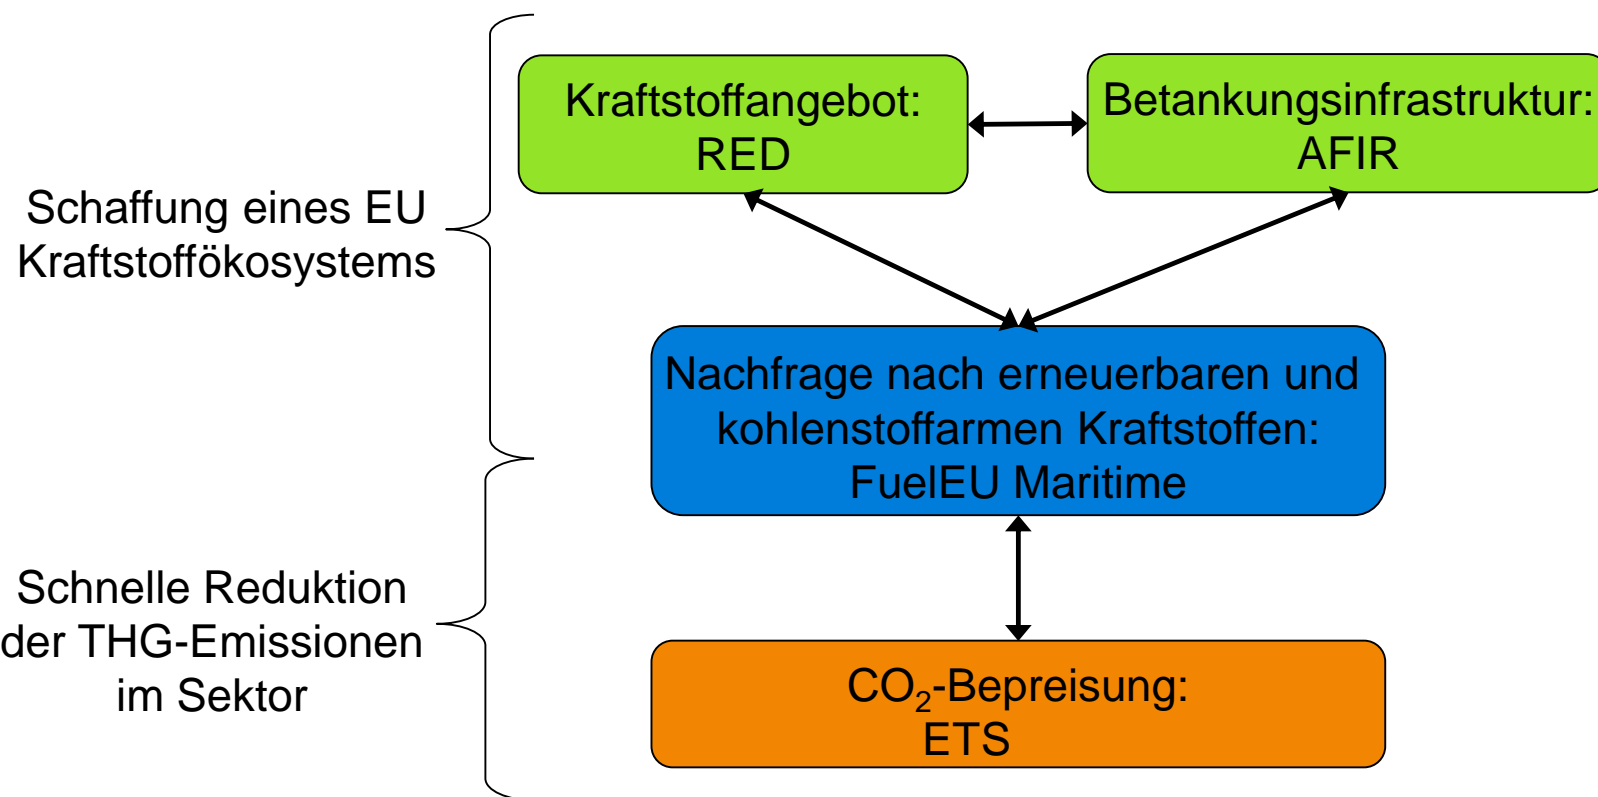 Kraftstoffangebot:
RED
Betankungsinfrastruktur:
AFIR
Schaffung eines EU
Kraftstoffökosystems
Nachfrage nach erneuerbaren und
kohlenstoffarmen Kraftstoffen:
FuelEU Maritime
Schnelle Reduktion
der THG-Emissionen
im Sektor
CO₂-Bepreisung:
ETS